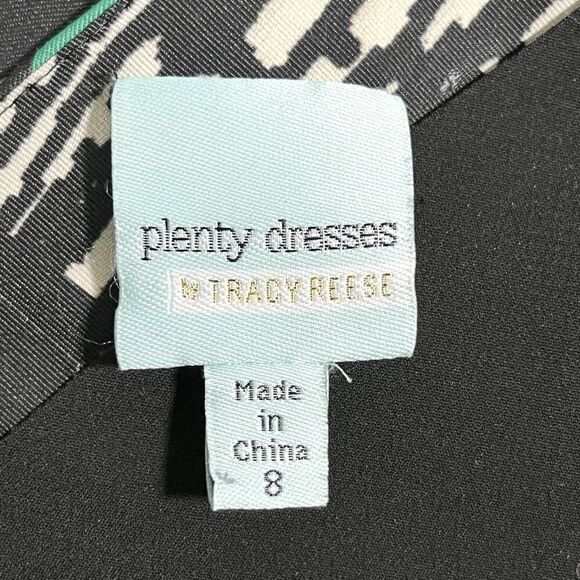 plenty dresses
by TRACY REESE
Made
in
China
8